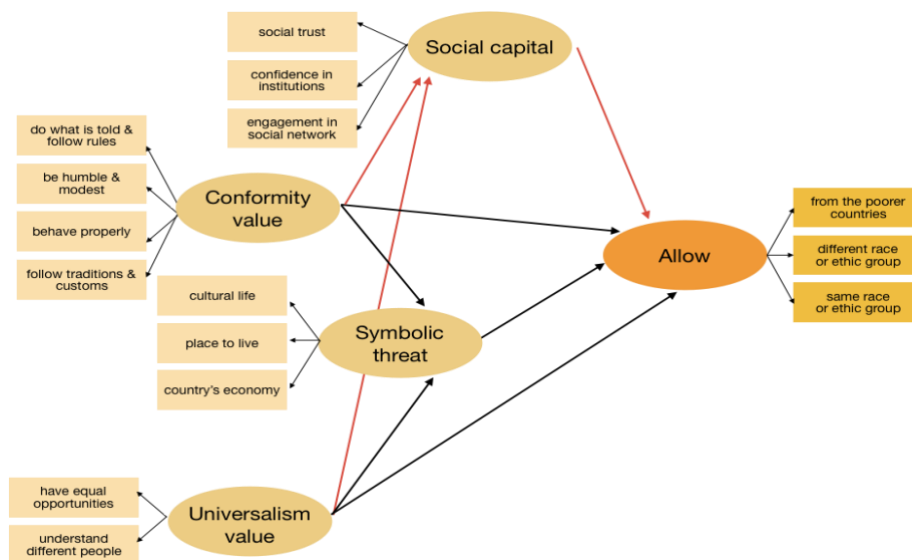 social trust
Social capital
confidence in
institutions
engagement in
social network
do what is told &
follow rules
be humble &
modest
behave properly
follow traditions &
customs
Conformity
value
from the poorer
countries
different race
or ethic group
same race
or ethic group
Allow
cultural life
place to live
country's economy
Symbolic
threat
have equal
opportunities
understand
different people
Universalism
value